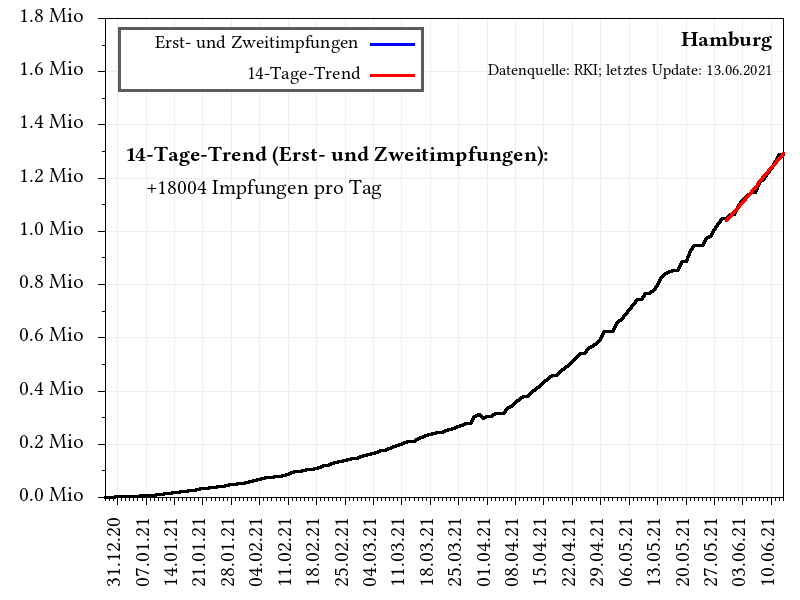 1.8 Mio
1.6 Mio
1.4 Mio
1.2 Mio
1.0 Mio
0.8 Mio
0.6 Mio
0.4 Mio
0.2 Mio
0.0 Mio
Erst- und Zweitimpfungen
14-Tage-Trend
Hamburg
Datenquelle: RKI; letztes Update: 13.06.2021
14-Tage-Trend (Erst- und Zweitimpfungen):
+18004 Impfungen pro Tag
31.12.20
07.01.21
14.01.21
21.01.21
28.01.21
04.02.21
11.02.21
18.02.21
25.02.21
04.03.21
11.03.21
18.03.21
25.03.21
01.04.21
08.04.21
15.04.21
22.04.21
29.04.21
06.05.21
13.05.21
20.05.21
27.05.21
03.06.21
10.06.21